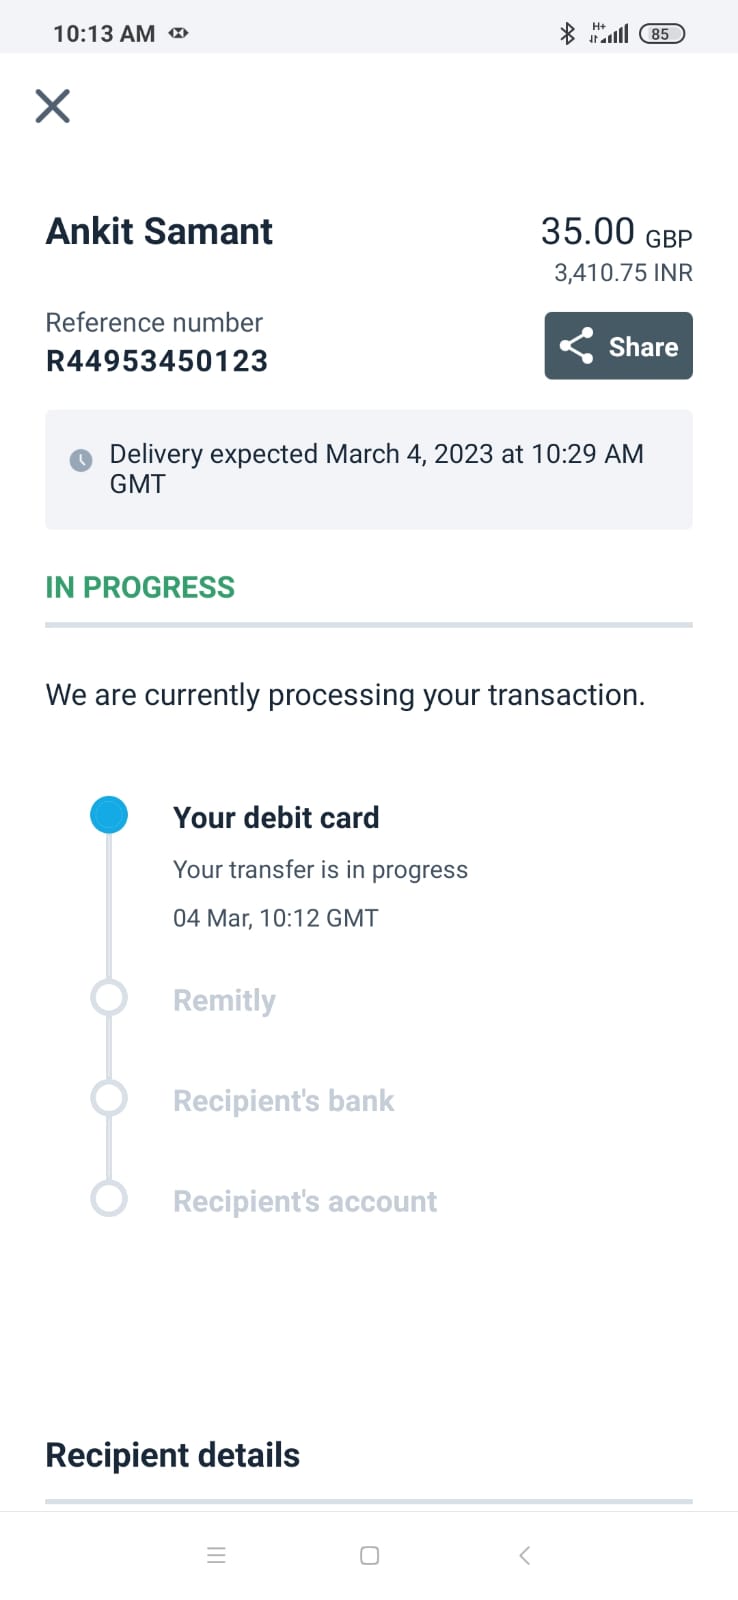 10:13 AM
H+
85
Ankit Samant
35.00 GBP
3,410.75 INR
Reference number
R44953450123
Share
Delivery expected March 4, 2023 at 10:29 AM
GMT
IN PROGRESS
We are currently processing your transaction.
Your debit card
Your transfer is in progress
04 Mar, 10:12 GMT
Remitly
Recipient's bank
Recipient's account
Recipient details